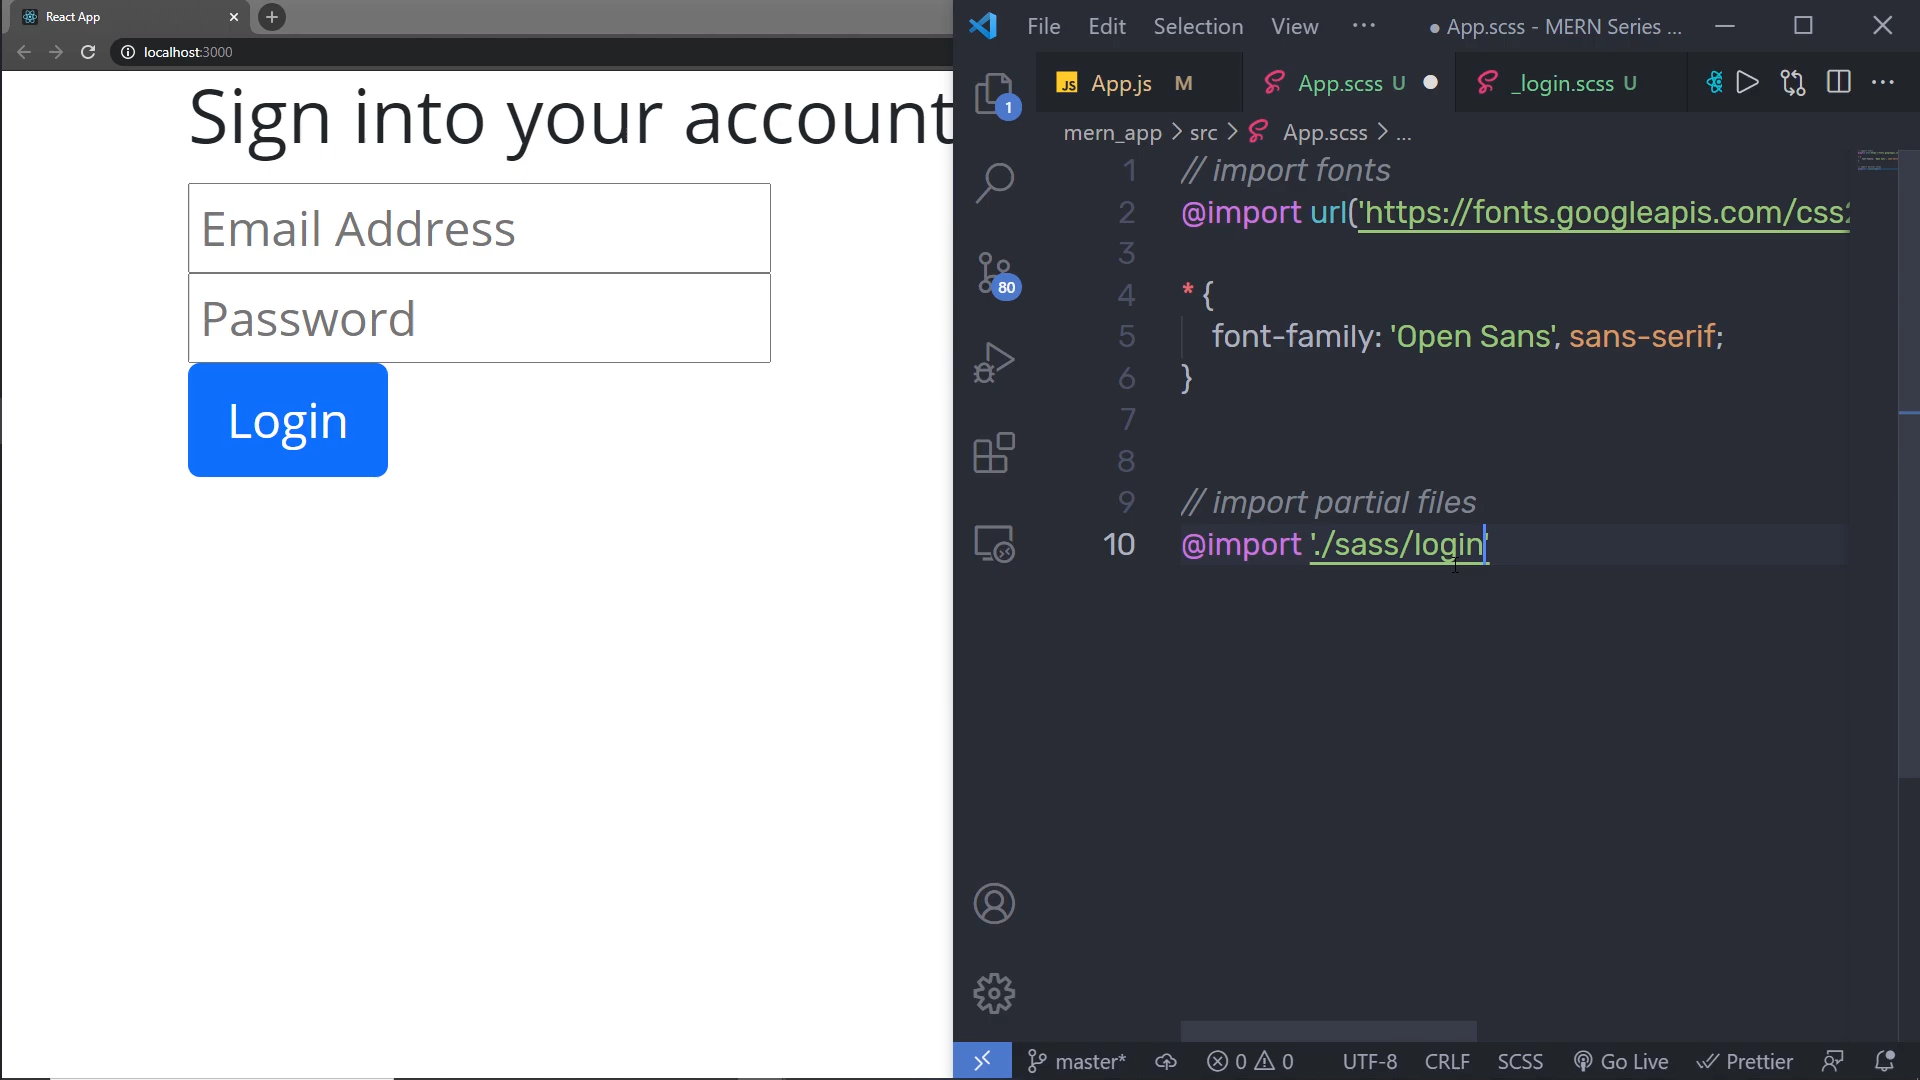 React App
localhost:3000
Sign into your account
Email Address
Password
Login
File Edit Selection View ··· ● App.scss - MERN Series ...
JS App.js M App.scss U ● _login.scss U
mern_app > src > App.scss > ...
1 // import fonts
2 @import url('https://fonts.googleapis.com/css2
3
4 * {
5 font-family: 'Open Sans', sans-serif;
6 }
7
8
9 // import partial files
10 @import './sass/login'
1
80
master* 0 0 UTF-8 CRLF SCSS Go Live Prettier